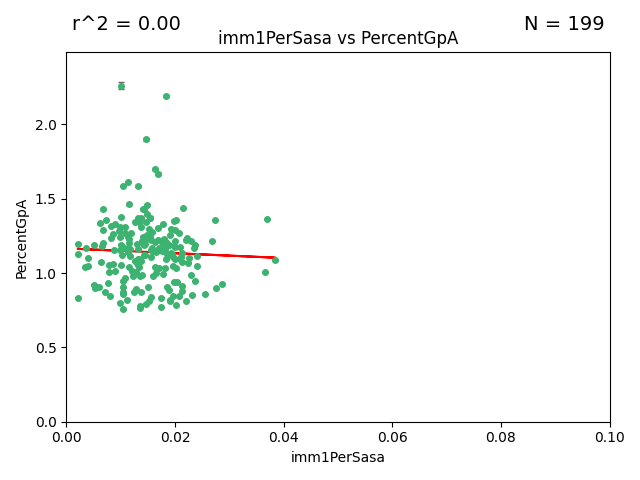 r^2 = 0.00
N = 199
imm1PerSasa vs PercentGpA
PercentGpA
2.0
1.5
1.0
0.5
0.0
0.00
0.02
0.04
0.06
0.08
0.10
imm1PerSasa